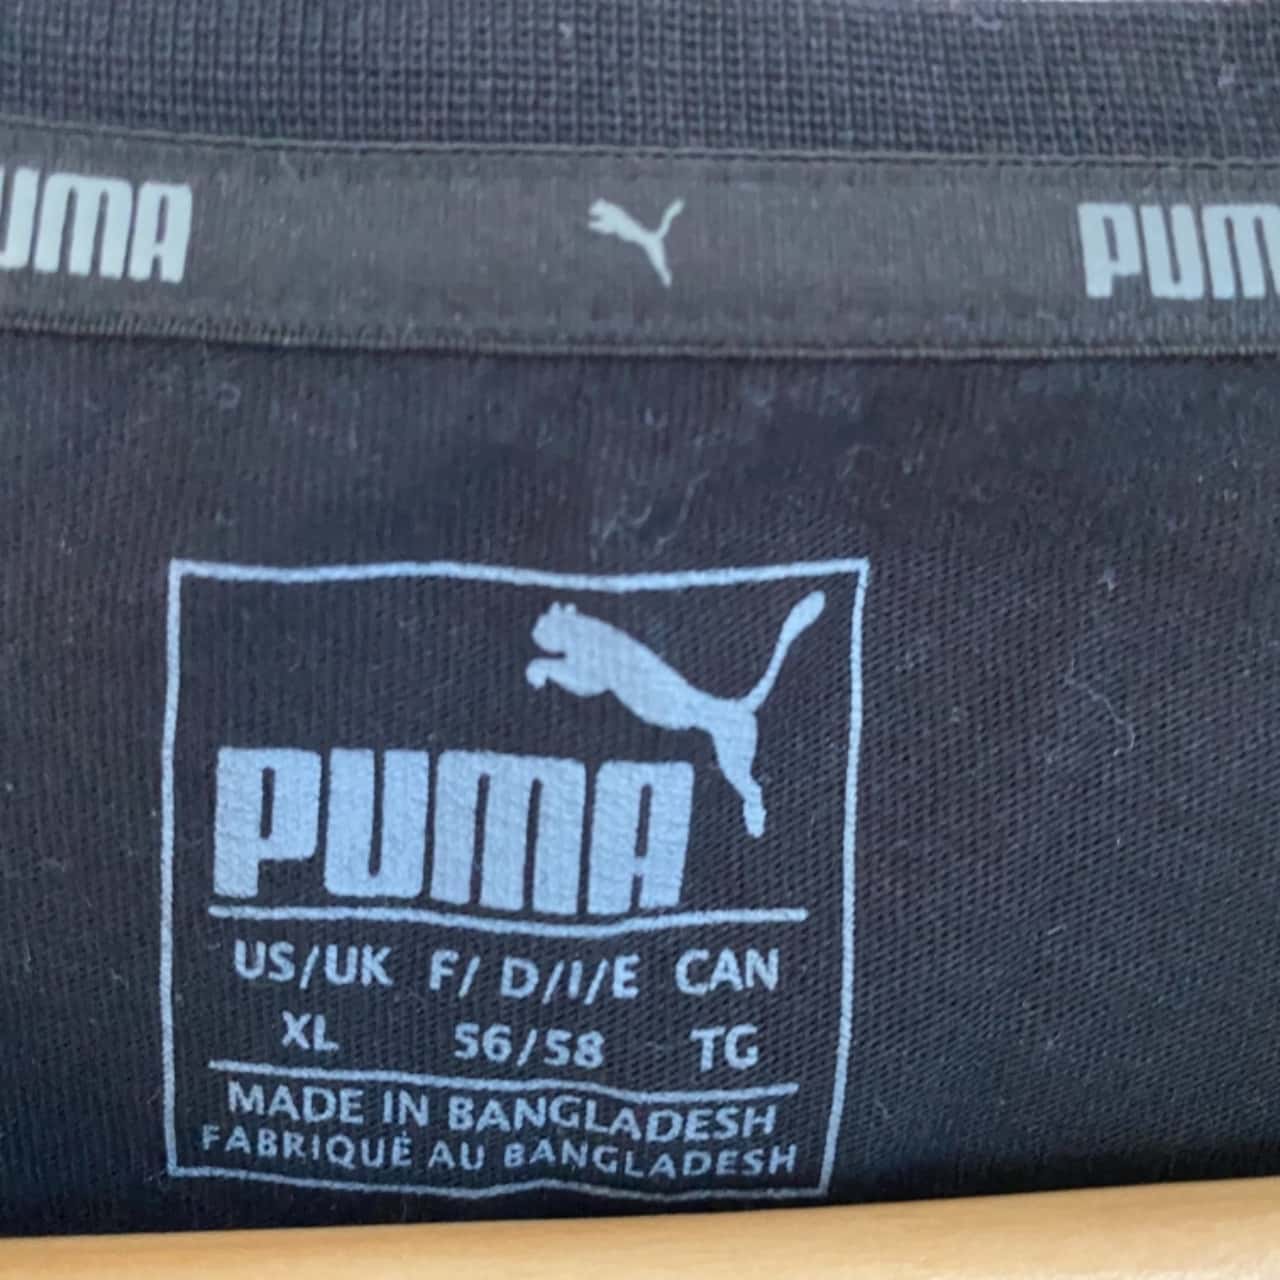 UMA PUM
PUMA
US/UK F/ D/I/E CAN
XL 56/58 TG
MADE IN BANGLADESH
FABRIQUÉ AU BANGLADESH